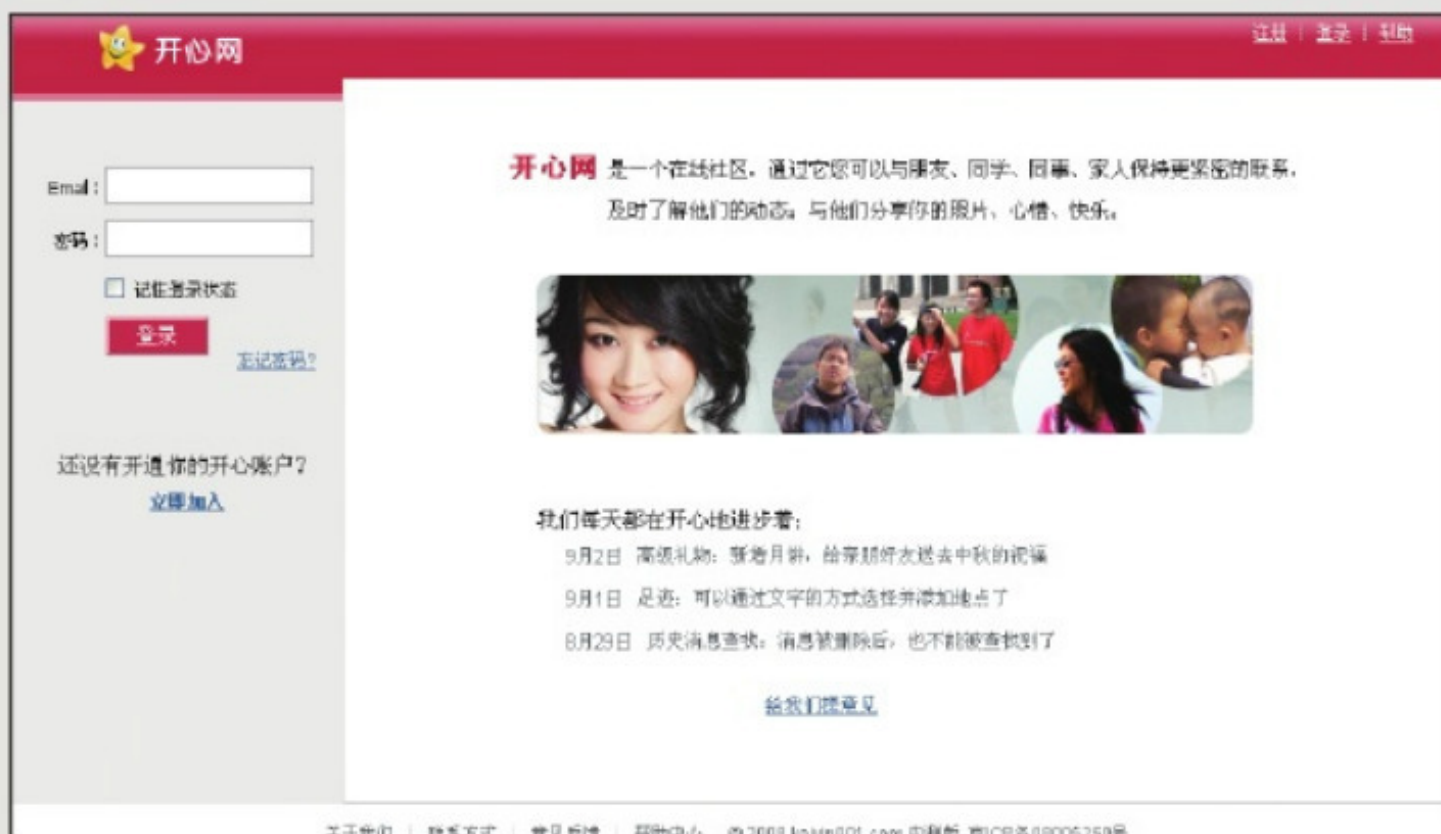 开心网
注册 | 登录 | 帮助
Email:
密码:
记住登录状态
登录
忘记密码?
还没有开通你的开心账户?
立即加入
开心网 是一个在线社区,通过它您可以与朋友、同学、同事、家人保持更紧密的联系,
及时了解他们的动态。与他们分享你的照片、心情、快乐。
我们每天都在开心地进步着:
9月2日 高级礼物:新增月饼,给亲朋好友送去中秋的祝福
9月1日 足迹:可以通过文字的方式选择并添加地点了
8月29日 历史消息查找:消息被删除后,也不能被查找到了
给我们提意见
关于我们 | 联系方式 | 意见反馈 | 帮助中心 © 2008 kaixin001.com